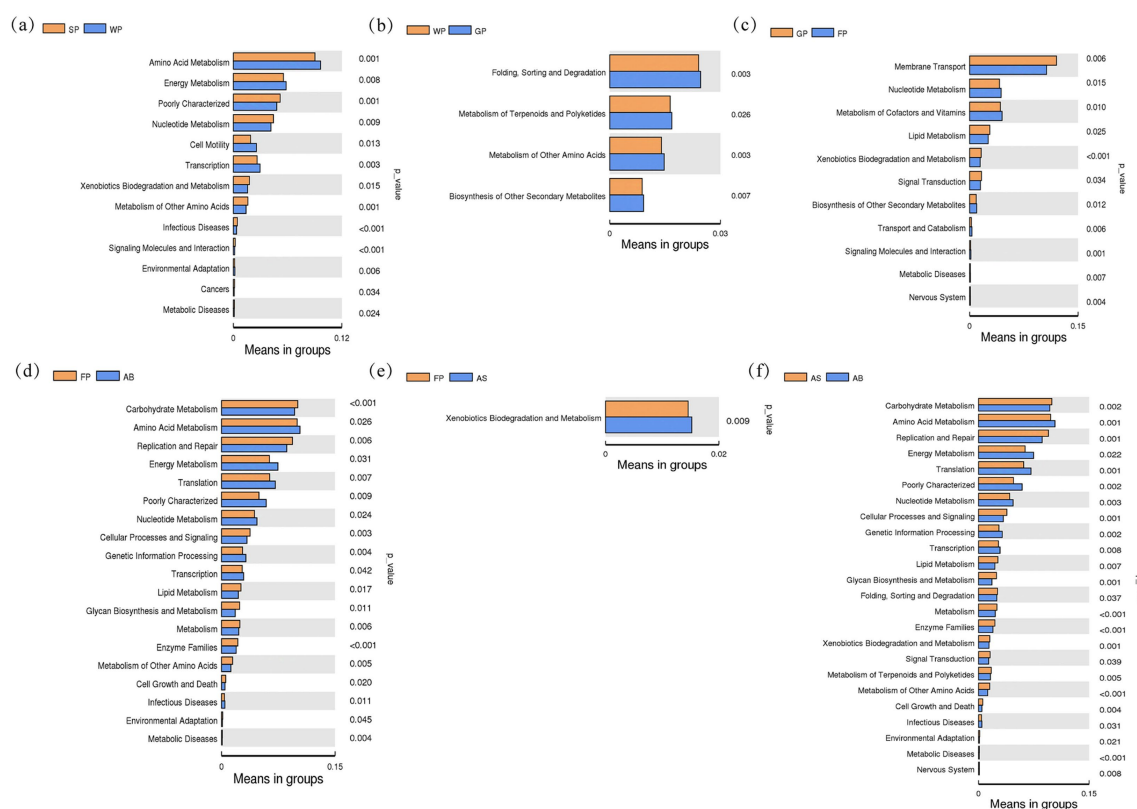 (a)
SP WP
Amino Acid Metabolism 0.001
Energy Metabolism 0.008
Poorly Characterized 0.001
Nucleotide Metabolism 0.009
Cell Motility 0.013
Transcription 0.003
Xenobiotics Biodegradation and Metabolism 0.015
Metabolism of Other Amino Acids 0.001
Infectious Diseases <0.001
Signaling Molecules and Interaction <0.001
Environmental Adaptation 0.006
Cancers 0.034
Metabolic Diseases 0.024
p_value
0 0.12
Means in groups
(b)
WP GP
Folding, Sorting and Degradation 0.003
Metabolism of Terpenoids and Polyketides 0.026
Metabolism of Other Amino Acids 0.003
Biosynthesis of Other Secondary Metabolites 0.007
p_value
0 0.03
Means in groups
(c)
GP FP
Membrane Transport 0.006
Nucleotide Metabolism 0.015
Metabolism of Cofactors and Vitamins 0.010
Lipid Metabolism 0.025
Xenobiotics Biodegradation and Metabolism <0.001
Signal Transduction 0.034
Biosynthesis of Other Secondary Metabolites 0.012
Transport and Catabolism 0.006
Signaling Molecules and Interaction 0.001
Metabolic Diseases 0.007
Nervous System 0.004
p_value
0 0.15
Means in groups
(d)
FP AB
Carbohydrate Metabolism <0.001
Amino Acid Metabolism 0.026
Replication and Repair 0.006
Energy Metabolism 0.031
Translation 0.007
Poorly Characterized 0.009
Nucleotide Metabolism 0.024
Cellular Processes and Signaling 0.003
Genetic Information Processing 0.004
Transcription 0.042
Lipid Metabolism 0.017
Glycan Biosynthesis and Metabolism 0.011
Metabolism 0.006
Enzyme Families <0.001
Metabolism of Other Amino Acids 0.005
Cell Growth and Death 0.020
Infectious Diseases 0.011
Environmental Adaptation 0.045
Metabolic Diseases 0.004
p_value
0 0.15
Means in groups
(e)
FP AS
Xenobiotics Biodegradation and Metabolism 0.009
p_value
0 0.02
Means in groups
(f)
AS AB
Carbohydrate Metabolism 0.002
Amino Acid Metabolism 0.001
Replication and Repair 0.001
Energy Metabolism 0.022
Translation 0.001
Poorly Characterized 0.002
Nucleotide Metabolism 0.003
Cellular Processes and Signaling 0.001
Genetic Information Processing 0.002
Transcription 0.008
Lipid Metabolism 0.007
Glycan Biosynthesis and Metabolism 0.001
Folding, Sorting and Degradation 0.037
Metabolism <0.001
Enzyme Families <0.001
Xenobiotics Biodegradation and Metabolism 0.001
Signal Transduction 0.039
Metabolism of Terpenoids and Polyketides 0.005
Metabolism of Other Amino Acids <0.001
Cell Growth and Death 0.004
Infectious Diseases 0.031
Environmental Adaptation 0.021
Metabolic Diseases <0.001
Nervous System 0.008
0 0.15
Means in groups